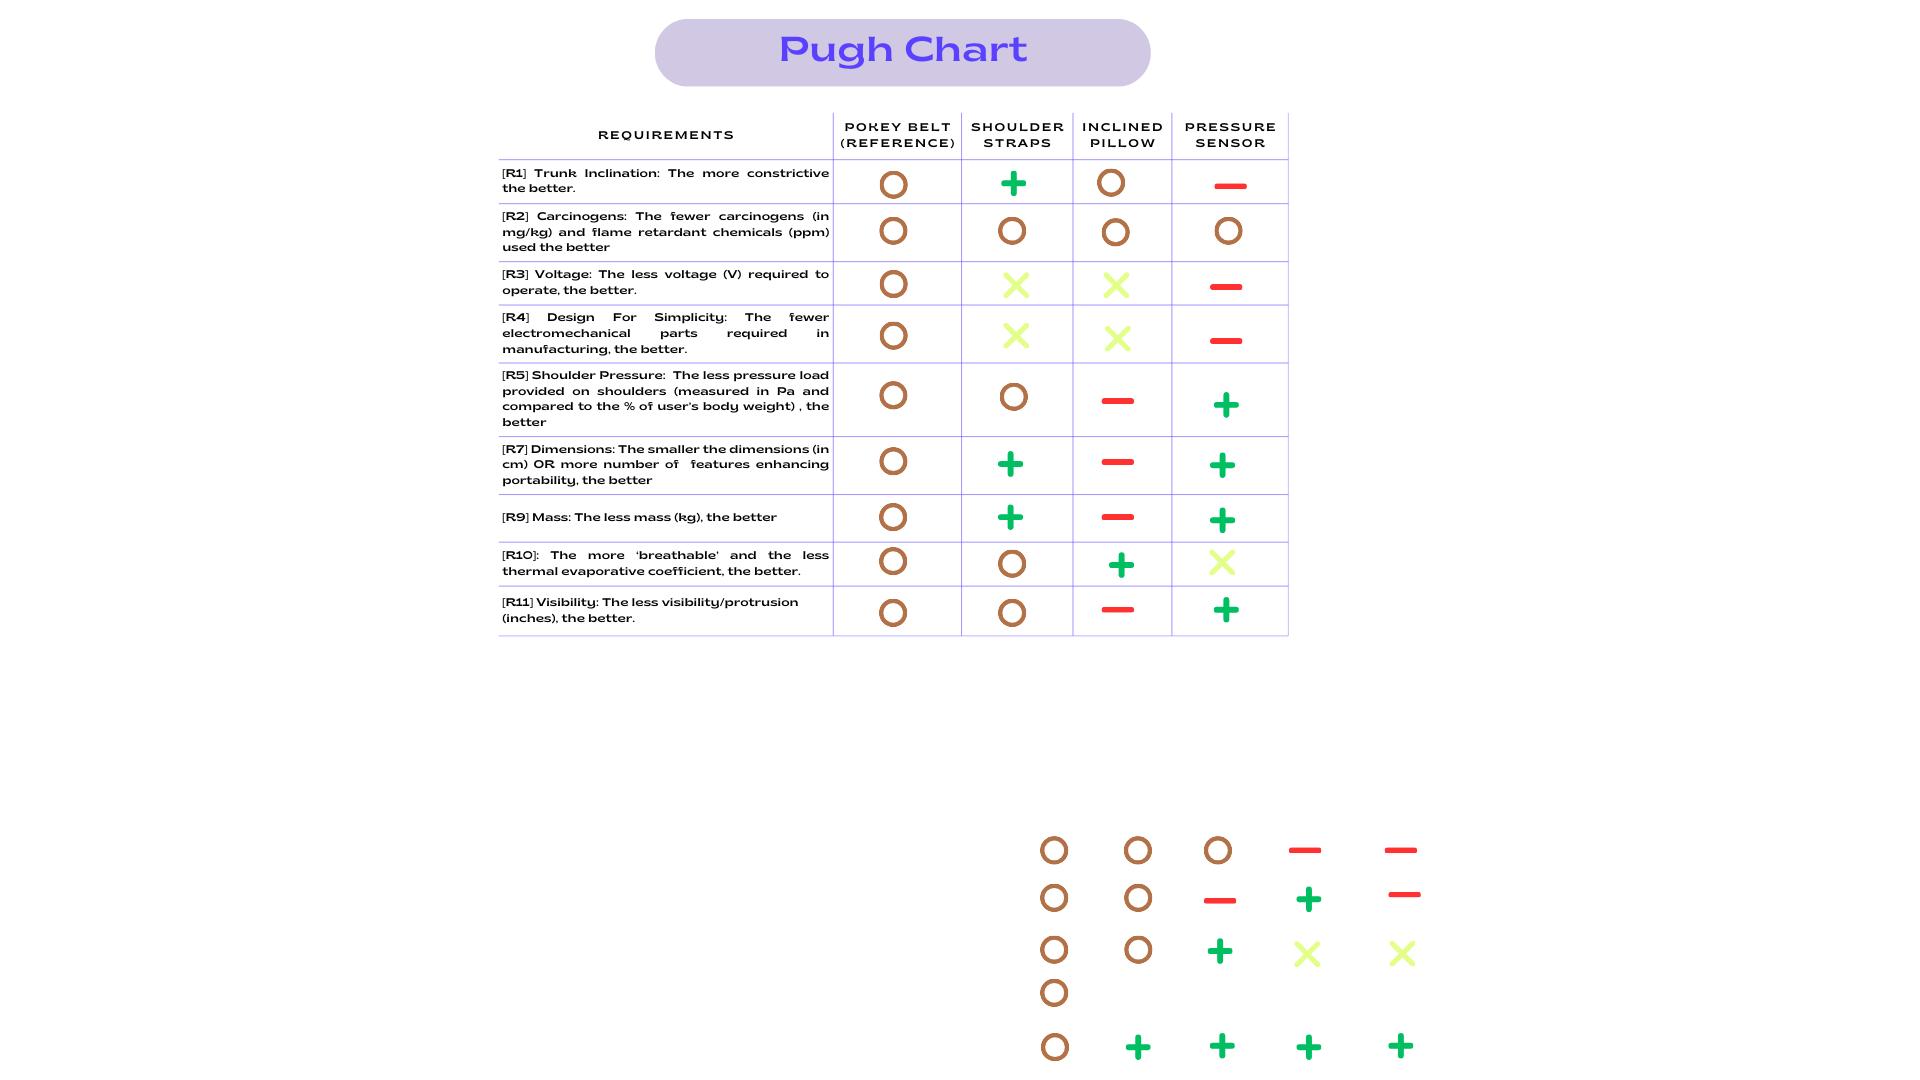 Pugh Chart
REQUIREMENTS
POKEY BELT
(REFERENCE)
SHOULDER
STRAPS
INCLINED
PILLOW
PRESSURE
SENSOR
[R1] Trunk Inclination: The more constrictive
the better.
[R2] Carcinogens: The fewer carcinogens (in
mg/kg) and flame retardant chemicals (ppm)
used the better
[R3] Voltage: The less voltage (V) required to
operate, the better.
[R4] Design For Simplicity: The fewer
electromechanical parts required in
manufacturing, the better.
[R5] Shoulder Pressure: The less pressure load
provided on shoulders (measured in Pa and
compared to the % of user's body weight) , the
better
[R7] Dimensions: The smaller the dimensions (in
cm) OR more number of features enhancing
portability, the better
[R9] Mass: The less mass (kg), the better
[R10]: The more ‘breathable’ and the less
thermal evaporative coefficient, the better.
[R11] Visibility: The less visibility/protrusion
(inches), the better.